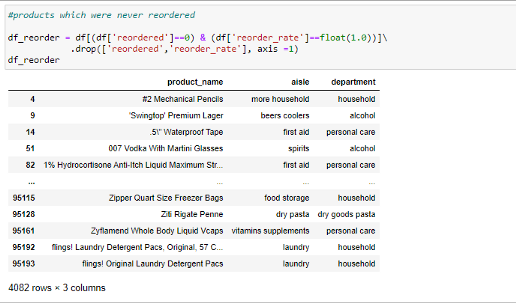 #products which were never reordered
df_reorder = df[(df['reordered']==0) & (df['reorder_rate']==float(1.0))]\
.drop(['reordered','reorder_rate'], axis =1)
df_reorder
product_name aisle department
4 #2 Mechanical Pencils more household household
9 'Swingtop' Premium Lager beers coolers alcohol
14 .5\" Waterproof Tape first aid personal care
51 007 Vodka With Martini Glasses spirits alcohol
82 1% Hydrocortisone Anti-Itch Liquid Maximum Str... first aid personal care
... ... ... ...
95115 Zipper Quart Size Freezer Bags food storage household
95128 Ziti Rigate Penne dry pasta dry goods pasta
95161 Zyflamend Whole Body Liquid Vcaps vitamins supplements personal care
95192 flings! Laundry Detergent Pacs, Original, 57 C... laundry household
95193 flings! Original Laundry Detergent Pacs laundry household
4082 rows × 3 columns